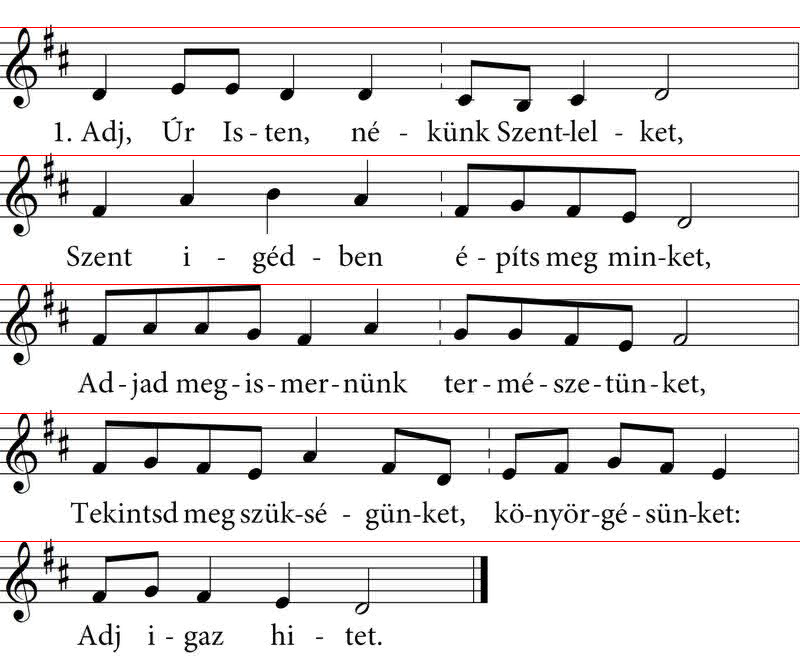 1. Adj, Úr Is - ten, né - künk Szent-lel - ket,
Szent i - géd - ben é - píts meg min-ket,
Ad - jad meg - is - mer - nünk ter - mé - sze - tün - ket,
Tekintsd meg szük-sé - gün-ket, kö-nyör-gé - sün-ket:
Adj i - gaz hi - tet.